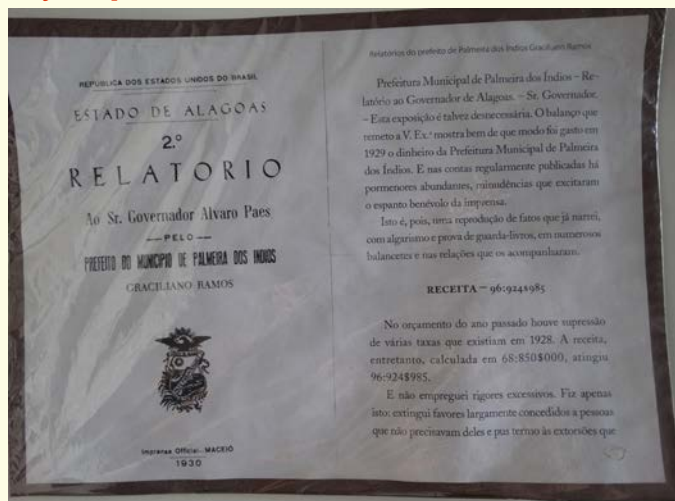 REPUBLICA DOS ESTADOS UNIDOS DO BRASIL
ESTADO DE ALAGOAS
2.º
RELATORIO
Ao Sr. Governador Alvaro Paes
—PELO—
PREFEITO DO MUNICIPIO DE PALMEIRA DOS INDIOS
GRACILIANO RAMOS
Imprensa Official—MACEIÓ
1930
Relatórios do prefeito de Palmeira dos Índios Graciliano Ramos
Prefeitura Municipal de Palmeira dos Índios – Re-
latório ao Governador de Alagoas. – Sr. Governador.
– Esta exposição é talvez desnecessária. O balanço que
remeto a V. Ex.ª mostra bem de que modo foi gasto em
1929 o dinheiro da Prefeitura Municipal de Palmeira
dos Índios. E nas contas regularmente publicadas há
pormenores abundantes, minudências que excitaram
o espanto benévolo da imprensa.
Isto é, pois, uma reprodução de fatos que já narrei,
com algarismo e prova de guarda-livros, em numerosos
balancetes e nas relações que os acompanharam.
RECEITA – 96:924$985
No orçamento do ano passado houve supressão
de várias taxas que existiam em 1928. A receita,
entretanto, calculada em 68:850$000, atingiu
96:924$985.
E não empreguei rigores excessivos. Fiz apenas
isto: extingui favores largamente concedidos a pessoas
que não precisavam deles e pus termo às extorsões que